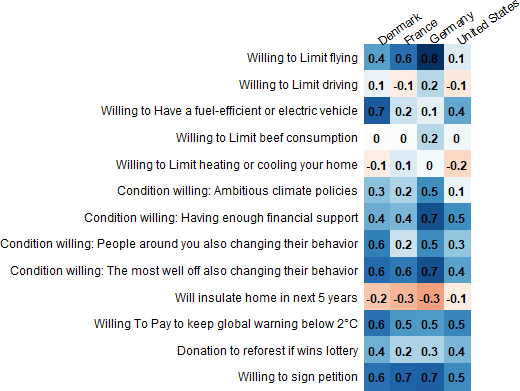 Denmark France Germany United States
Willing to Limit flying 0.4 0.6 0.8 0.1
Willing to Limit driving 0.1 -0.1 0.2 -0.1
Willing to Have a fuel-efficient or electric vehicle 0.7 0.2 0.1 0.4
Willing to Limit beef consumption 0 0 0.2 0
Willing to Limit heating or cooling your home -0.1 0.1 0 -0.2
Condition willing: Ambitious climate policies 0.3 0.2 0.5 0.1
Condition willing: Having enough financial support 0.4 0.4 0.7 0.5
Condition willing: People around you also changing their behavior 0.6 0.2 0.5 0.3
Condition willing: The most well off also changing their behavior 0.6 0.6 0.7 0.4
Will insulate home in next 5 years -0.2 -0.3 -0.3 -0.1
Willing To Pay to keep global warning below 2°C 0.6 0.5 0.5 0.5
Donation to reforest if wins lottery 0.4 0.2 0.3 0.4
Willing to sign petition 0.6 0.7 0.7 0.5